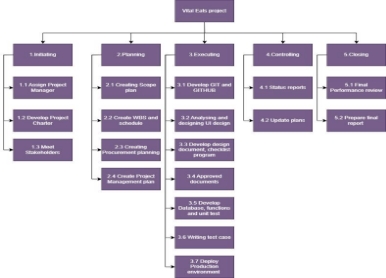 Vital Eats project
1.Initiating
2.Planning
3.Executing
4.Controlling
5-Closing
1.1 Assign Project
Manager
1.2 Develop Project
Charter
1.3 Meet
Stakeholders
2.1 Creating Scope
plan
2.2 Create WBS and
schedule
2.3 Creating
Procurement planning
2.4 Create Project
Management plan
3.1 Develop GIT and
GITHUB
3.2 Analysing and
designing UI design
3.3 Develop design
document, checklist
program
3.4 Approved
documents
3.5 Develop
Database, functions
and unit test
3.6 Writing test case
3.7 Deploy
Production
environment
4.1 Status reports
4.2 Update plans
5.1 Final
Performance review
5.2 Prepare final
report